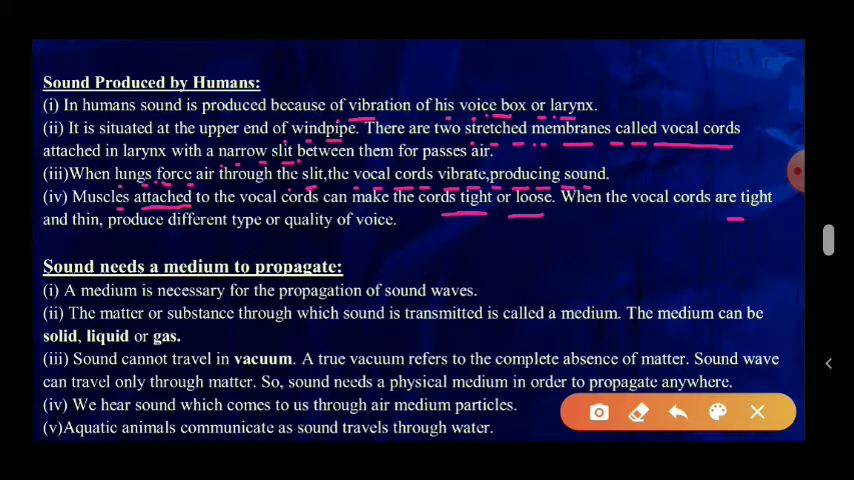 Sound Produced by Humans:
(i) In humans sound is produced because of vibration of his voice box or larynx.
(ii) It is situated at the upper end of windpipe. There are two stretched membranes called vocal cords
attached in larynx with a narrow slit between them for passes air.
(iii)When lungs force air through the slit,the vocal cords vibrate,producing sound.
(iv) Muscles attached to the vocal cords can make the cords tight or loose. When the vocal cords are tight
and thin, produce different type or quality of voice.
Sound needs a medium to propagate:
(i) A medium is necessary for the propagation of sound waves.
(ii) The matter or substance through which sound is transmitted is called a medium. The medium can be
solid, liquid or gas.
(iii) Sound cannot travel in vacuum. A true vacuum refers to the complete absence of matter. Sound wave
can travel only through matter. So, sound needs a physical medium in order to propagate anywhere.
(iv) We hear sound which comes to us through air medium particles.
(v)Aquatic animals communicate as sound travels through water.